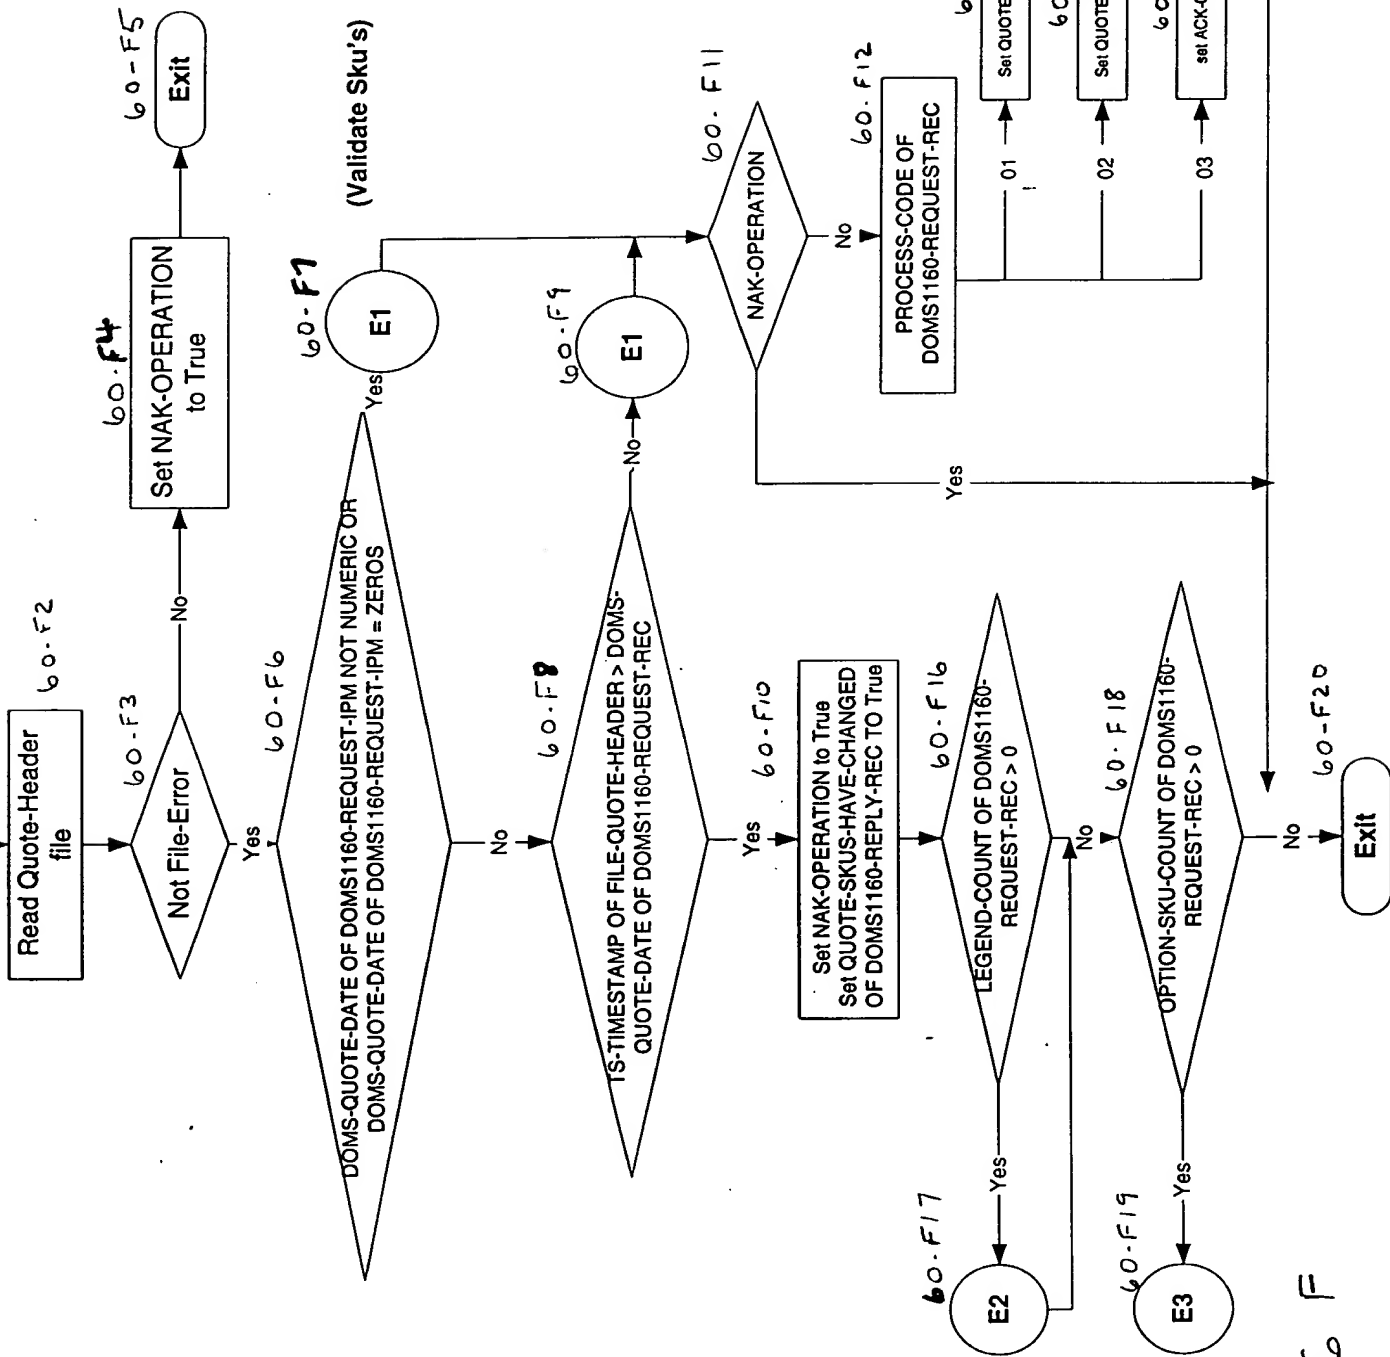 Read Quote-Header
file
60-F2
60-F3
Not File-Error
No
60-F4
Set NAK-OPERATION
to True
60-F5
Exit
Yes
60-F6
DOMS-QUOTE-DATE OF DOMS1160-REQUEST-IPM NOT NUMERIC OR
DOMS-QUOTE-DATE OF DOMS1160-REQUEST-IPM = ZEROS
Yes
60-F7
E1
(Validate Sku's)
No
60-F8
TS-TIMESTAMP OF FILE-QUOTE-HEADER > DOMS-
QUOTE-DATE OF DOMS1160-REQUEST-REC
No
60-F9
E1
Yes
60-F10
Set NAK-OPERATION to True
Set QUOTE-SKUS-HAVE-CHANGED
OF DOMS1160-REPLY-REC TO True
60-F11
NAK-OPERATION
Yes
No
60-F12
PROCESS-CODE OF
DOMS1160-REQUEST-REC
01
02
03
Set QUOTE
Set QUOTE
set ACK-
60-F16
LEGEND-COUNT OF DOMS1160-
REQUEST-REC > 0
Yes
60-F17
E2
No
60-F18
OPTION-SKU-COUNT OF DOMS1160-
REQUEST-REC > 0
Yes
60-F19
E3
No
60-F20
Exit
F